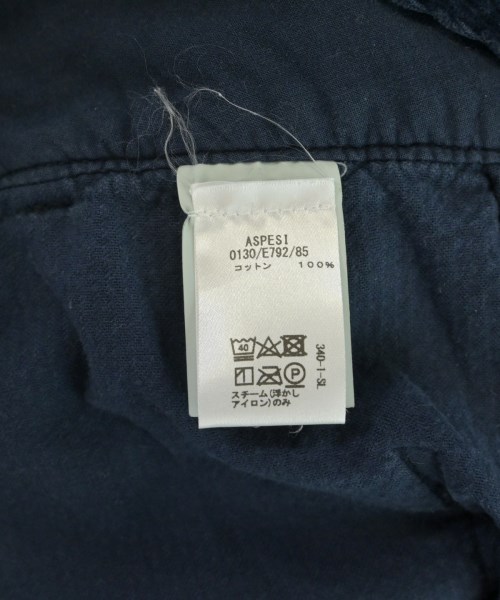 ASPESI
0130/E792/85
コットン 100%
40
P
スチーム(浮かし
アイロン)のみ
340-1-SL